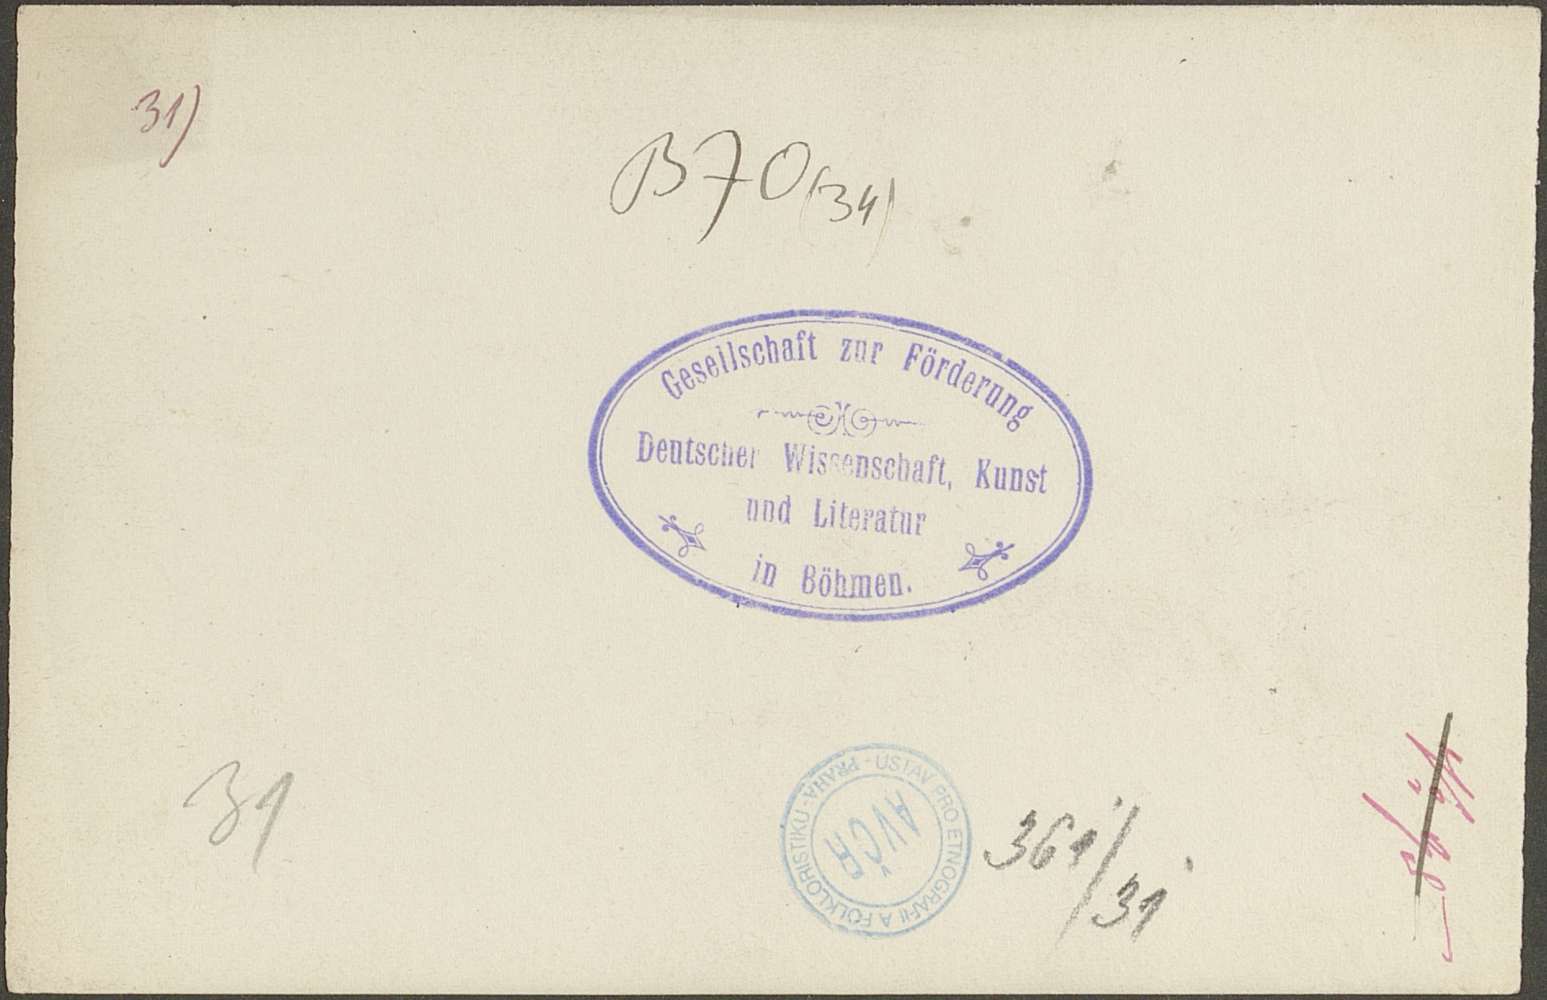 31)
B70(34)
Gesellschaft zur Förderung
Deutscher Wissenschaft, Kunst
und Literatur
in Böhmen.
31
ÚSTAV PRO ETNOGRAFII A FOLKLORISTIKU - PRAHA -
AVČR
361/31